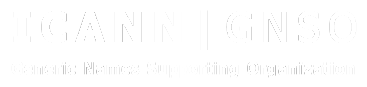 ICANN | GNSO
Generic Names Supporting Organization